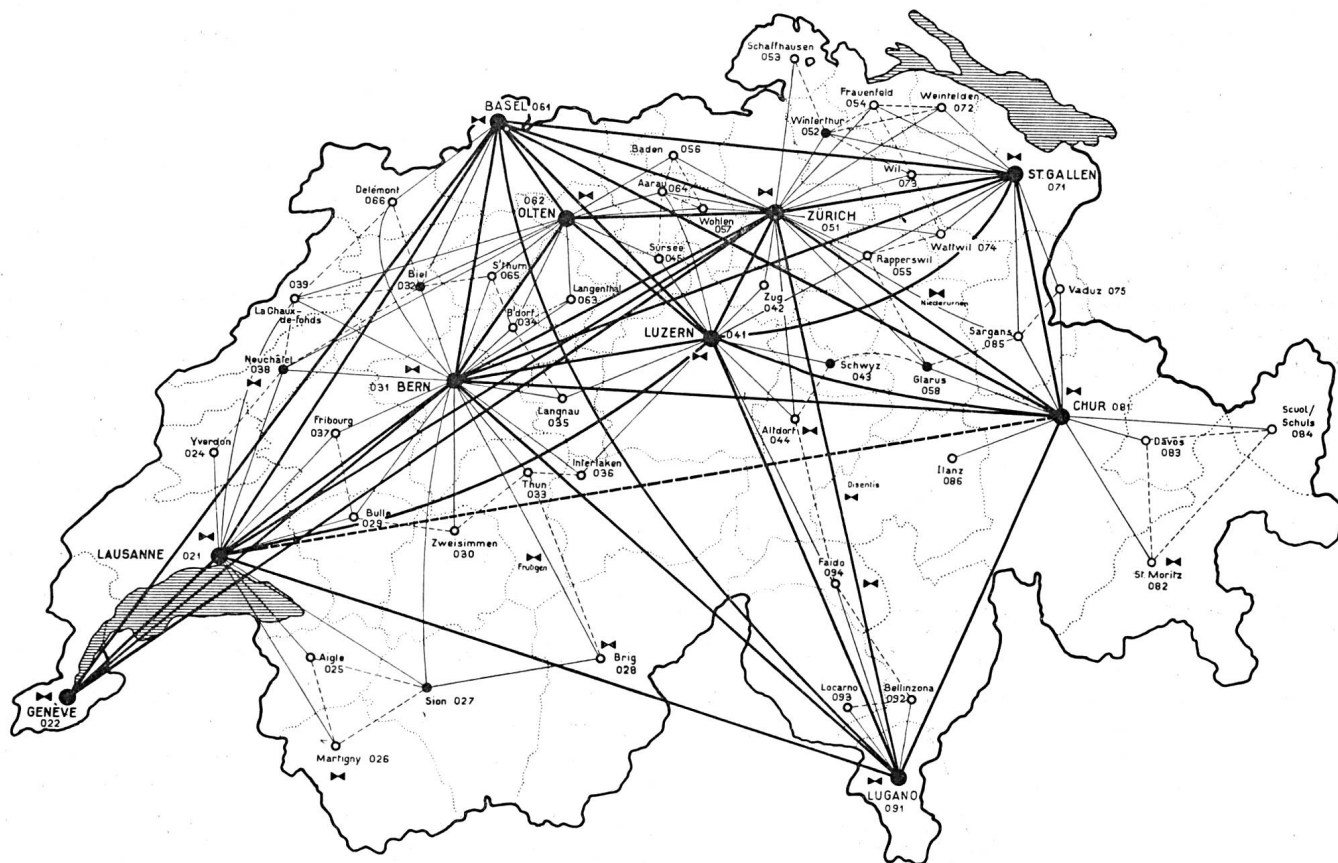 Schaffhausen
053
BASEL 061
Frauenfeld
054
Weinfelden
072
Winterthur
052
Baden 056
Aarau
064
Wil
073
ST.GALLEN
071
Delémont
066
062
OLTEN
Wohlen
057
ZÜRICH
051
Wattwil 074
Sursee
045
Rapperswil
055
S'thurn
065
Biel
032
039
La Chaux-
de-fonds
Langenthal
063
Zug
042
Niederurnen
Vaduz 075
B'dorf
034
LUZERN 041
Sargans
085
Neuchâtel
038
031 BERN
Schwyz
043
Glarus
058
Langnau
035
CHUR 081
Scuol/
Schuls
084
Fribourg
037
Altdorf
044
Davos
083
Yverdon
024
Interlaken
036
Ilanz
086
Thun
033
Disentis
Bulle
029
Zweisimmen
030
LAUSANNE 021
Frutigen
Faido
094
St. Moritz
082
Aigle
025
Brig
028
Sion 027
Locarno
093
Bellinzona
092
GENÈVE
022
Martigny 026
LUGANO
091